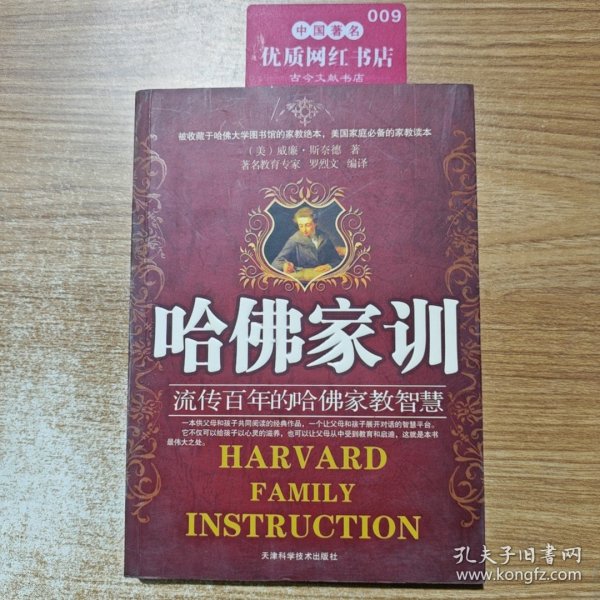 009
中国著名
优质网红书店
古今文献书店
被收藏于哈佛大学图书馆的家教绝本，美国家庭必备的家教读本
（美）威廉·斯奈德 著
著名教育专家 罗烈文 编译
哈佛家训
流传百年的哈佛家教智慧
一本供父母和孩子共同阅读的经典作品，一个让父母和孩子展开对话的智慧平台。
它不仅可以给孩子以心灵的滋养，也可以让父母从中受到教育和启迪，这就是本书
最伟大之处。
HARVARD
FAMILY
INSTRUCTION
天津科学技术出版社
孔夫子旧书网
www.kongfz.com